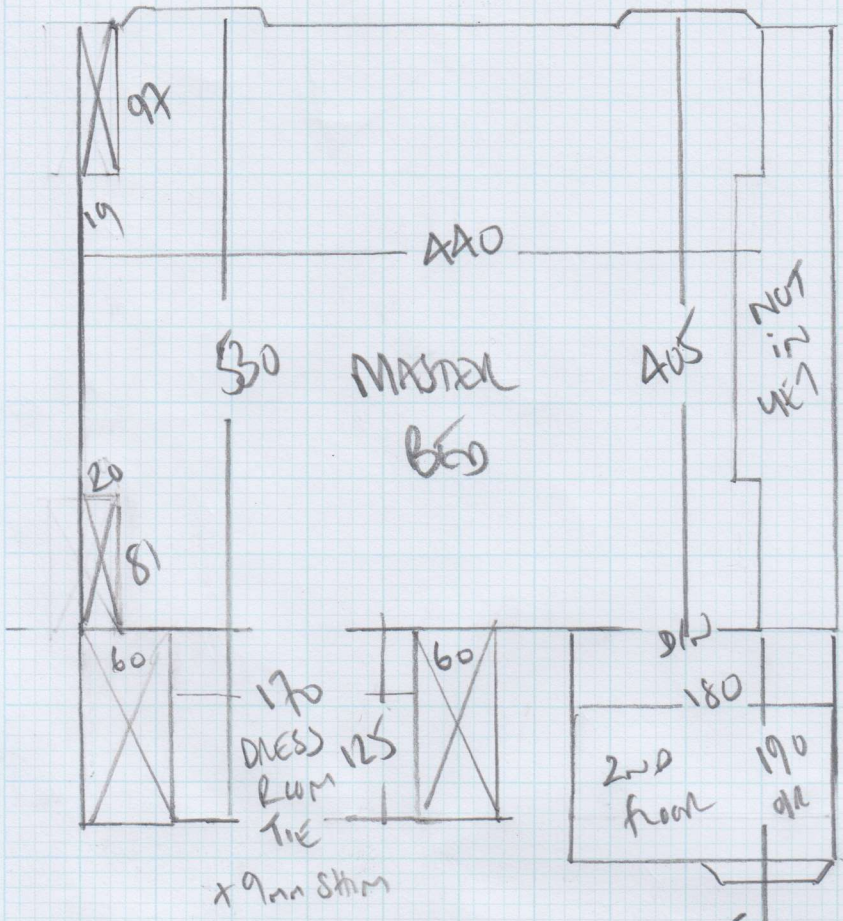 97
19
440
530
MASTER
BED
405
NOT
IN
YET
20
81
60
170
DRESS
ROOM
TIE
125
60
D/W
180
2ND
FLOOR
190
x 9mm SHIM